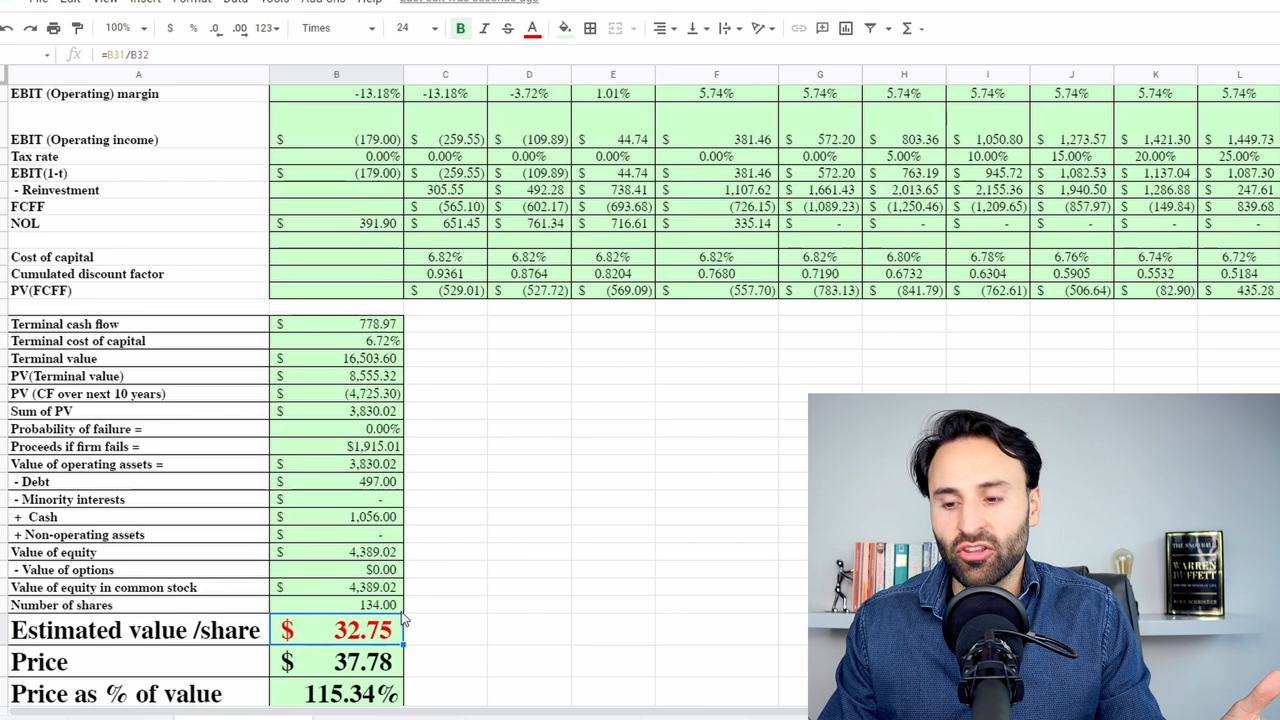 100% $ % .0 .00 123 Times 24 B I S A
fx =B31/B32
A B C D E F G H I J K L
EBIT (Operating) margin -13.18% -13.18% -3.72% 1.01% 5.74% 5.74% 5.74% 5.74% 5.74% 5.74% 5.74%
EBIT (Operating income) $ (179.00) $ (259.55) $ (109.89) $ 44.74 $ 381.46 $ 572.20 $ 803.36 $ 1,050.80 $ 1,273.57 $ 1,421.30 $ 1,449.73
Tax rate 0.00% 0.00% 0.00% 0.00% 0.00% 0.00% 5.00% 10.00% 15.00% 20.00% 25.00%
EBIT(1-t) $ (179.00) $ (259.55) $ (109.89) $ 44.74 $ 381.46 $ 572.20 $ 763.19 $ 945.72 $ 1,082.53 $ 1,137.04 $ 1,087.30
- Reinvestment 305.55 $ 492.28 $ 738.41 $ 1,107.62 $ 1,661.43 $ 2,013.65 $ 2,155.36 $ 1,940.50 $ 1,286.88 $ 247.61
FCFF $ (565.10) $ (602.17) $ (693.68) $ (726.15) $ (1,089.23) $ (1,250.46) $ (1,209.65) $ (857.97) $ (149.84) $ 839.68
NOL $ 391.90 $ 651.45 $ 761.34 $ 716.61 $ 335.14 $ - $ - $ - $ - $ - $ -
Cost of capital 6.82% 6.82% 6.82% 6.82% 6.82% 6.80% 6.78% 6.76% 6.74% 6.72%
Cumulated discount factor 0.9361 0.8764 0.8204 0.7680 0.7190 0.6732 0.6304 0.5905 0.5532 0.5184
PV(FCFF) $ (529.01) $ (527.72) $ (569.09) $ (557.70) $ (783.13) $ (841.79) $ (762.61) $ (506.64) $ (82.90) $ 435.28
Terminal cash flow $ 778.97
Terminal cost of capital 6.72%
Terminal value $ 16,503.60
PV(Terminal value) $ 8,555.32
PV (CF over next 10 years) $ (4,725.30)
Sum of PV $ 3,830.02
Probability of failure = 0.00%
Proceeds if firm fails = $1,915.01
Value of operating assets = $ 3,830.02
- Debt $ 497.00
- Minority interests $ -
+ Cash $ 1,056.00
+ Non-operating assets $ -
Value of equity $ 4,389.02
- Value of options $0.00
Value of equity in common stock $ 4,389.02
Number of shares 134.00
Estimated value /share $ 32.75
Price $ 37.78
Price as % of value 115.34%
THE SNOWBALL
WARREN
BUFFETT